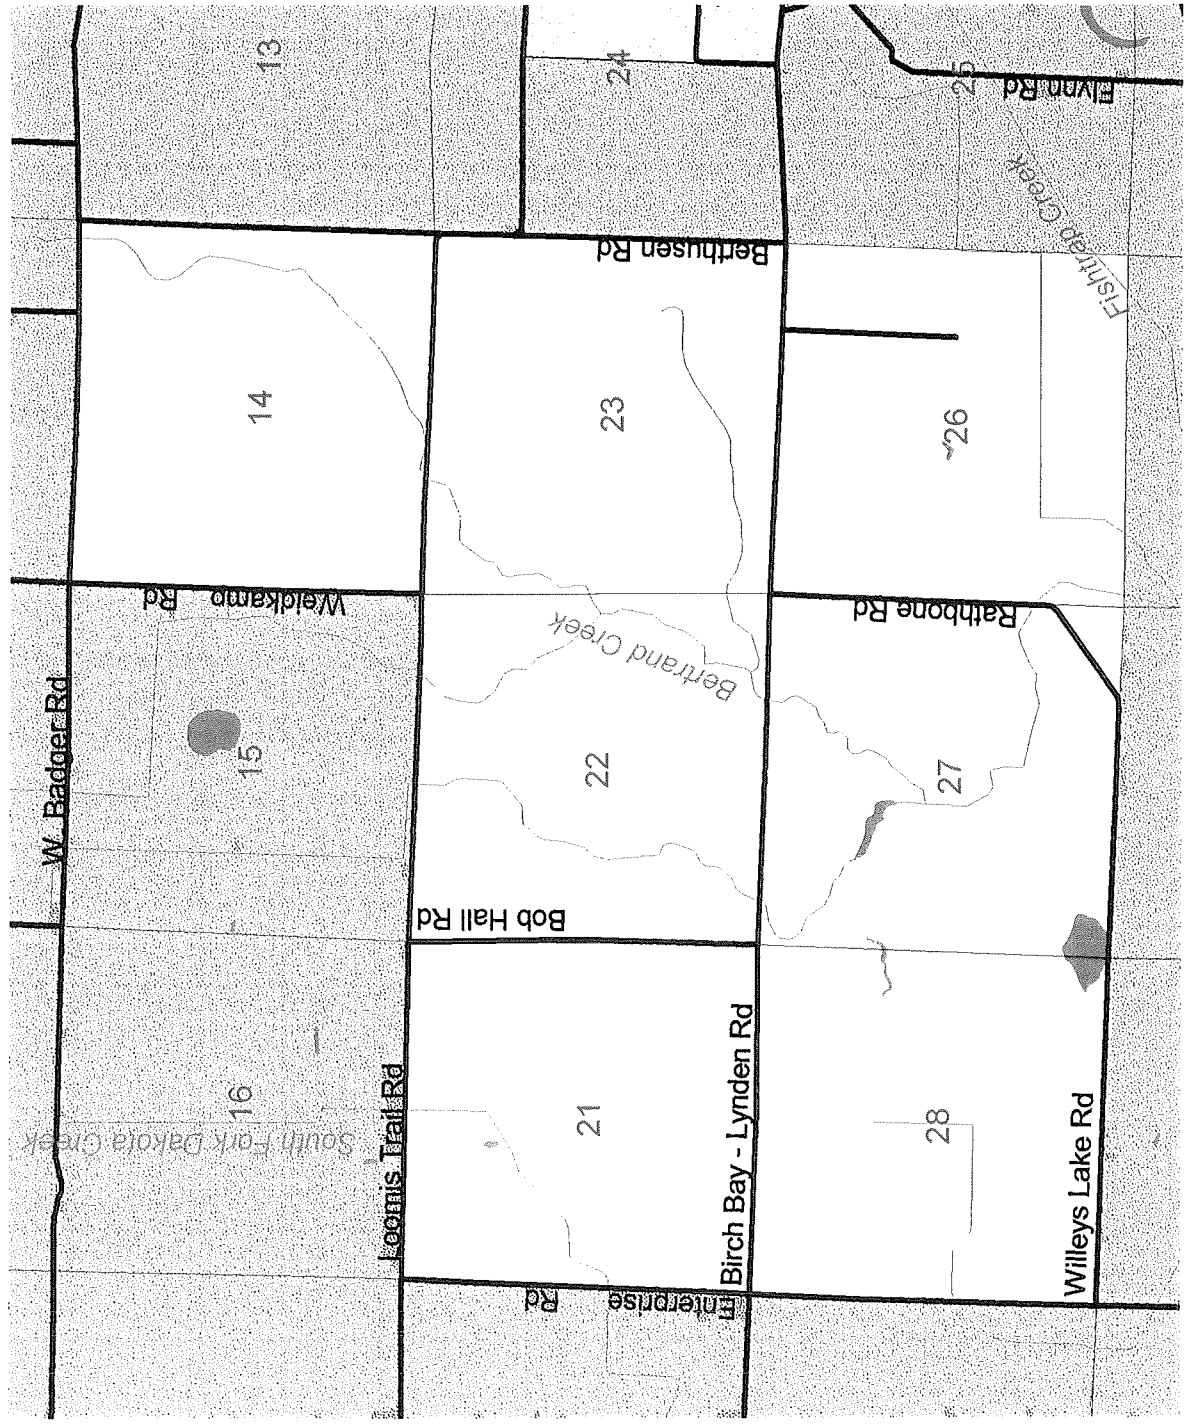 13
24
25
Flynn Rd
Fishtrap Creek
Berthusen Rd
14
23
26
Weidkamp Rd
Rathbone Rd
Bertrand Creek
W. Badger Rd
15
22
27
Bob Hall Rd
16
South Fork Dakota Creek
Loomis Trail Rd
21
Birch Bay - Lynden Rd
28
Willeys Lake Rd
Enterprise Rd